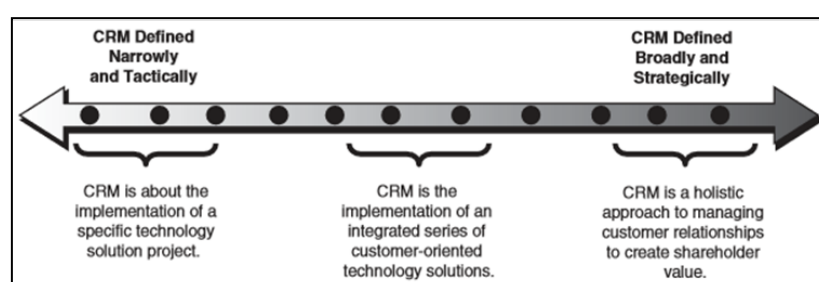 CRM Defined
Narrowly
and Tactically
CRM Defined
Broadly and
Strategically
CRM is about the
implementation of a
specific technology
solution project.
CRM is the
implementation of an
integrated series of
customer-oriented
technology solutions.
CRM is a holistic
approach to managing
customer relationships
to create shareholder
value.